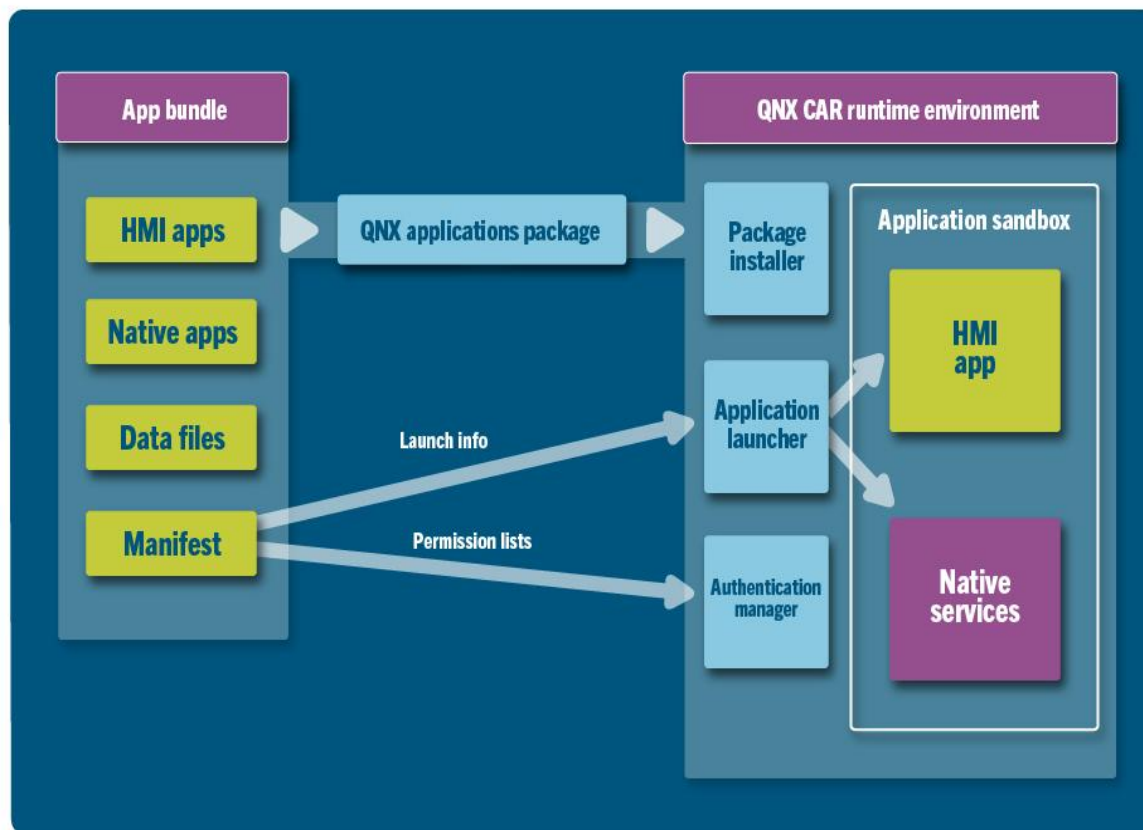 App bundle
HMI apps
Native apps
Data files
Manifest
QNX applications package
Launch info
Permission lists
QNX CAR runtime environment
Package
installer
Application
launcher
Authentication
manager
Application sandbox
HMI
app
Native
services